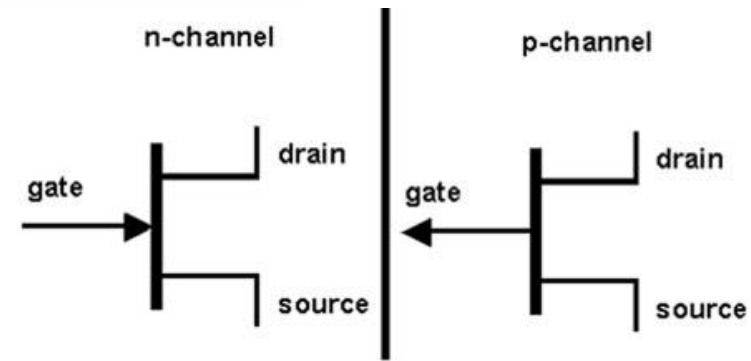 n-channel
drain
gate
source
p-channel
drain
gate
source